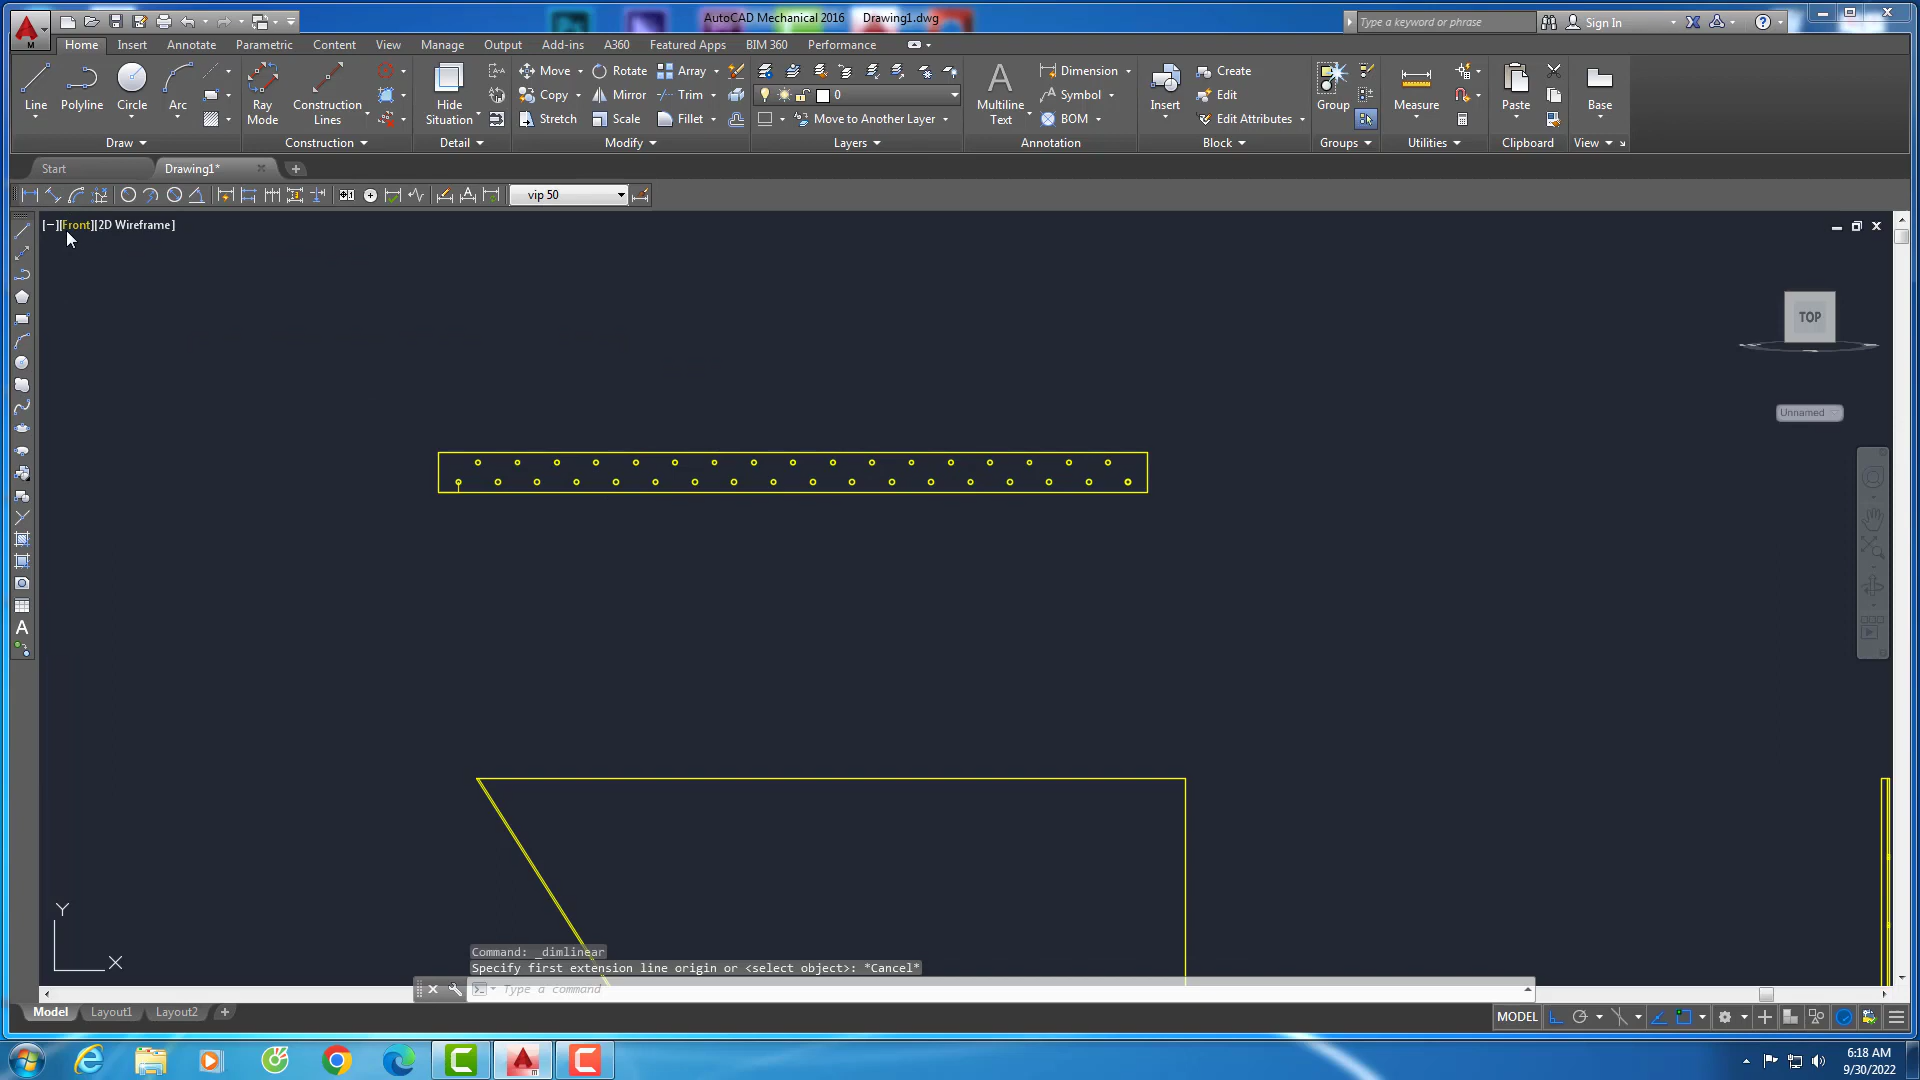 AutoCAD Mechanical 2016 Drawing1.dwg
Type a keyword or phrase
Sign In
Home Insert Annotate Parametric Content View Manage Output Add-ins A360 Featured Apps BIM 360 Performance
Line Polyline Circle Arc
Ray Mode
Construction Lines
Hide Situation
Move Rotate Array
Copy Mirror Trim
Stretch Scale Fillet
0
Move to Another Layer
Multiline Text
Dimension
Symbol
BOM
Insert
Create
Edit
Edit Attributes
Group
Measure
Paste
Base
Draw Construction Detail Modify Layers Annotation Block Groups Utilities Clipboard View
Start Drawing1*
vip 50
[−][Front][2D Wireframe]
TOP
Unnamed
Y
X
Command: _dimlinear
Specify first extension line origin or <select object>: *Cancel*
Type a command
Model Layout1 Layout2
MODEL
6:18 AM
9/30/2022